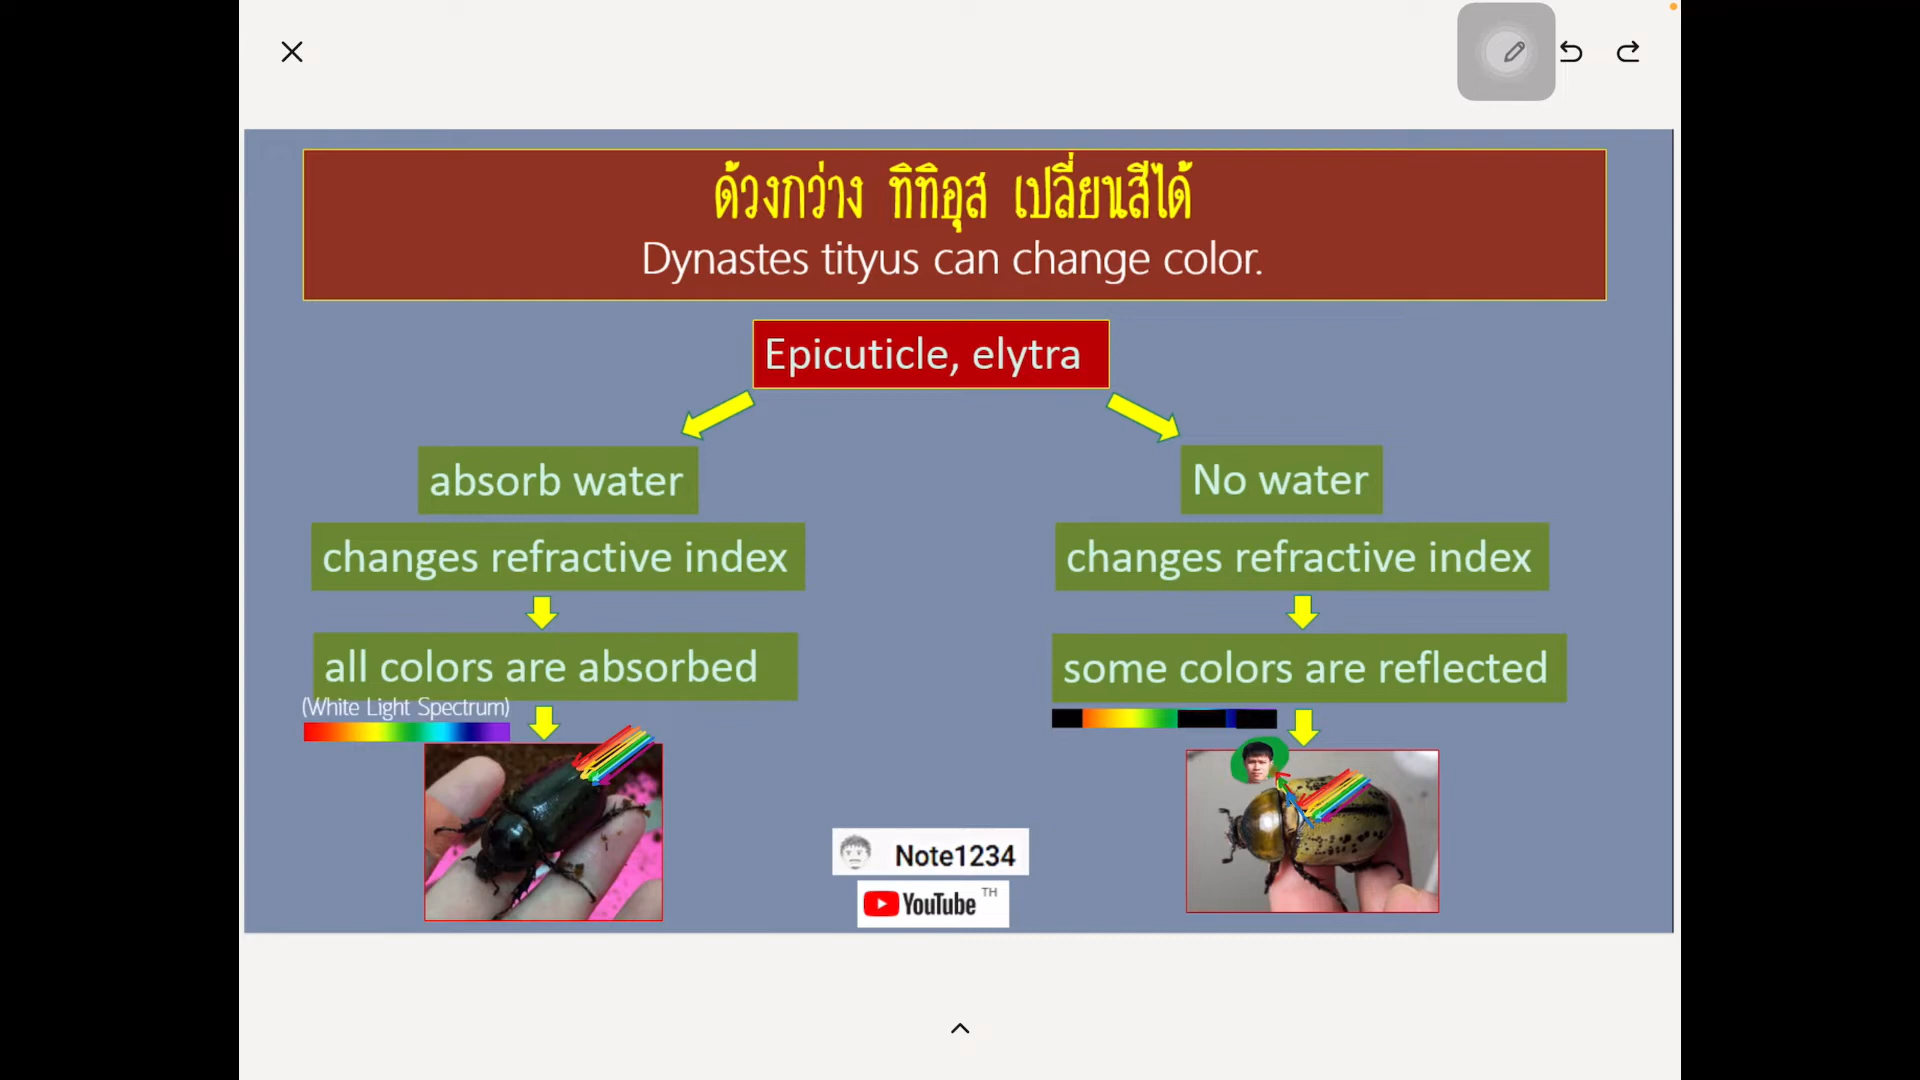 ด้วงกว่าง ทิทิอุส เปลี่ยนสีได้
Dynastes tityus can change color.
Epicuticle, elytra
absorb water
No water
changes refractive index
changes refractive index
all colors are absorbed
some colors are reflected
(White Light Spectrum)
Note1234
YouTube TH